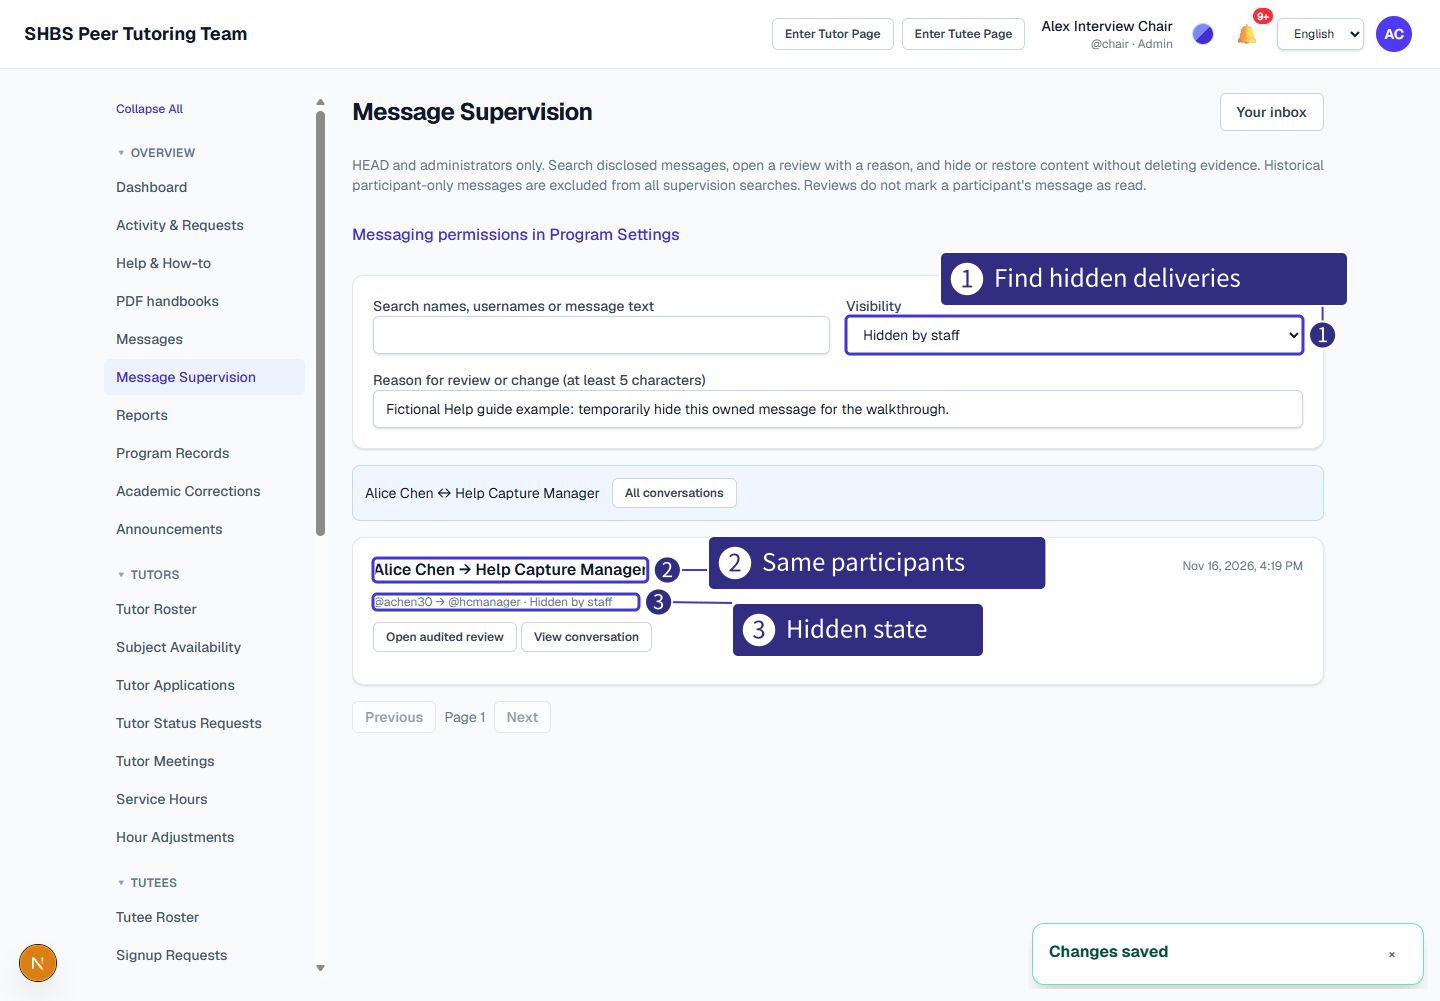 SHBS Peer Tutoring Team
Enter Tutor Page
Enter Tutee Page
Alex Interview Chair
@chair · Admin
9+
English
AC
Collapse All
OVERVIEW
Dashboard
Activity & Requests
Help & How-to
PDF handbooks
Messages
Message Supervision
Reports
Program Records
Academic Corrections
Announcements
TUTORS
Tutor Roster
Subject Availability
Tutor Applications
Tutor Status Requests
Tutor Meetings
Service Hours
Hour Adjustments
TUTEES
Tutee Roster
Signup Requests
N
Message Supervision
Your inbox
HEAD and administrators only. Search disclosed messages, open a review with a reason, and hide or restore content without deleting evidence. Historical
participant-only messages are excluded from all supervision searches. Reviews do not mark a participant's message as read.
Messaging permissions in Program Settings
1 Find hidden deliveries
Search names, usernames or message text
Visibility
Hidden by staff
1
Reason for review or change (at least 5 characters)
Fictional Help guide example: temporarily hide this owned message for the walkthrough.
Alice Chen ↔ Help Capture Manager
All conversations
Alice Chen → Help Capture Manager
2
2 Same participants
Nov 16, 2026, 4:19 PM
@achen30 → @hcmanager · Hidden by staff
3
3 Hidden state
Open audited review
View conversation
Previous
Page 1
Next
Changes saved
×